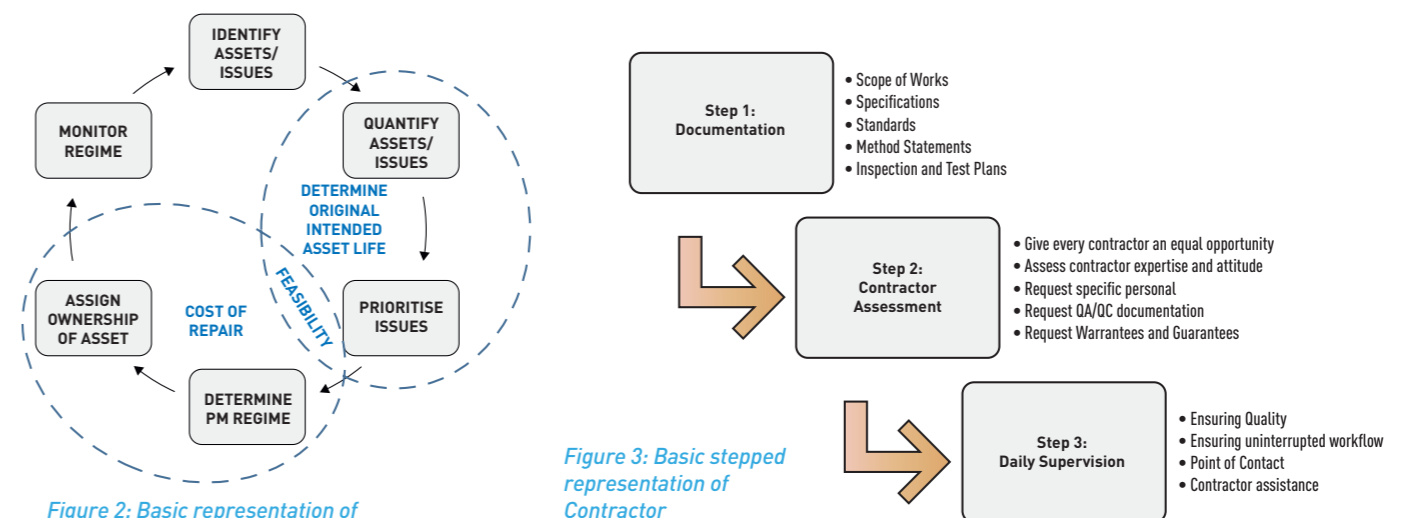 IDENTIFY
ASSETS/
ISSUES
QUANTIFY
ASSETS/
ISSUES
DETERMINE
ORIGINAL
INTENDED
ASSET LIFE
FEASIBILITY
PRIORITISE
ISSUES
DETERMINE
PM REGIME
COST OF
REPAIR
ASSIGN
OWNERSHIP
OF ASSET
MONITOR
REGIME
Figure 2: Basic representation of
Step 1:
Documentation
• Scope of Works
• Specifications
• Standards
• Method Statements
• Inspection and Test Plans
Step 2:
Contractor
Assessment
• Give every contractor an equal opportunity
• Assess contractor expertise and attitude
• Request specific personal
• Request QA/QC documentation
• Request Warrantees and Guarantees
Step 3:
Daily Supervision
• Ensuring Quality
• Ensuring uninterrupted workflow
• Point of Contact
• Contractor assistance
Figure 3: Basic stepped
representation of
Contractor